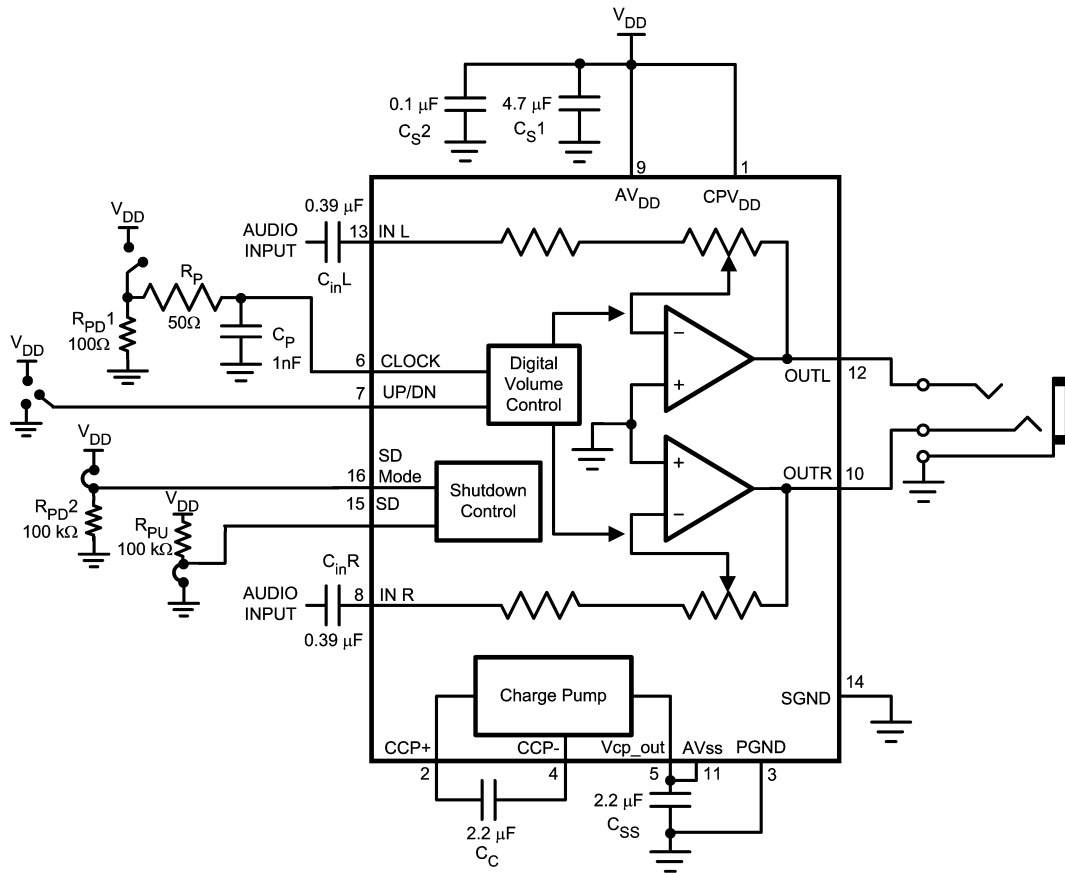 VDD
0.1 µF
CS2
4.7 µF
CS1
9
1
AVDD
CPVDD
0.39 µF
AUDIO
INPUT
13
IN L
CinL
VDD
RP
50Ω
RPD1
100Ω
CP
1nF
VDD
6
CLOCK
7
UP/DN
Digital
Volume
Control
−
+
OUTL
12
+
−
OUTR
10
VDD
SD
16
Mode
15
SD
Shutdown
Control
RPD2
100 kΩ
VDD
RPU
100 kΩ
CinR
AUDIO
INPUT
8
IN R
0.39 µF
Charge Pump
SGND
14
CCP+
CCP-
Vcp_out
AVss
PGND
2
4
5
11
3
2.2 µF
CC
2.2 µF
CSS